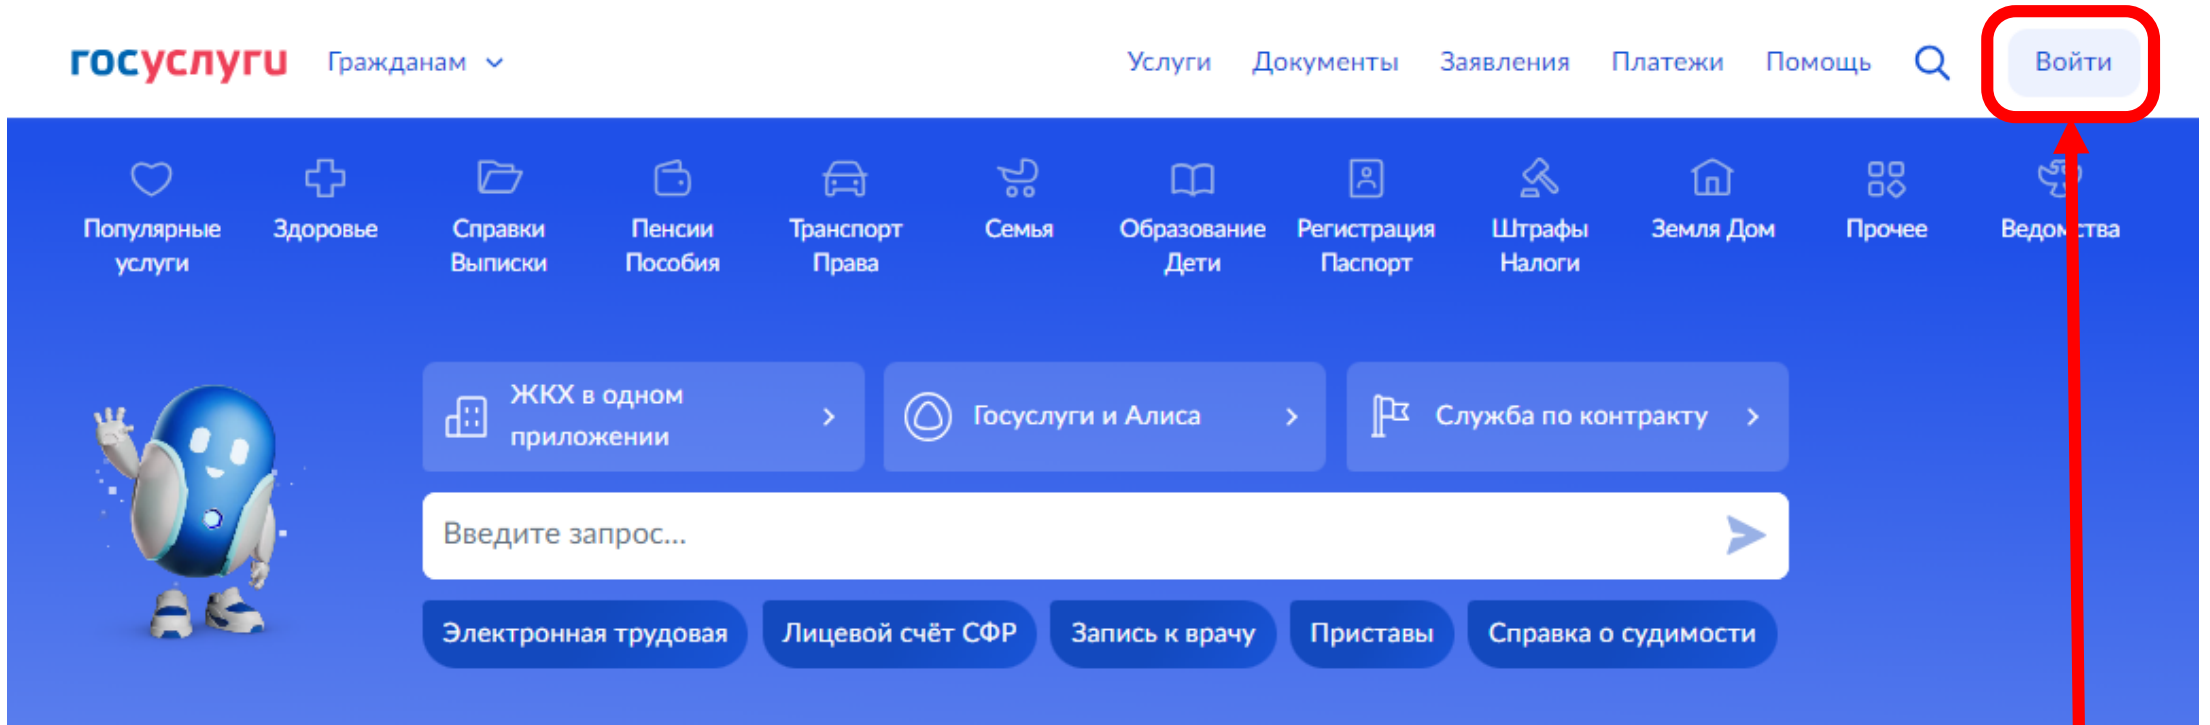 госуслуги Гражданам Услуги Документы Заявления Платежи Помощь Войти
Популярные услуги
Здоровье
Справки Выписки
Пенсии Пособия
Транспорт Права
Семья
Образование Дети
Регистрация Паспорт
Штрафы Налоги
Земля Дом
Прочее
Ведомства
ЖКХ в одном
приложении
Госуслуги и Алиса
Служба по контракту
Введите запрос...
Электронная трудовая
Лицевой счёт СФР
Запись к врачу
Приставы
Справка о судимости